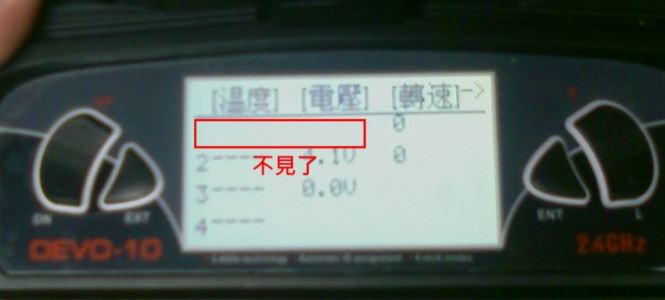 [溫度] [電壓] [轉速]->
0
2---- 4.1V 0
不見了
3---- 0.0V
4----
DN EXT ENT L
DEVO-10 2.4GHz